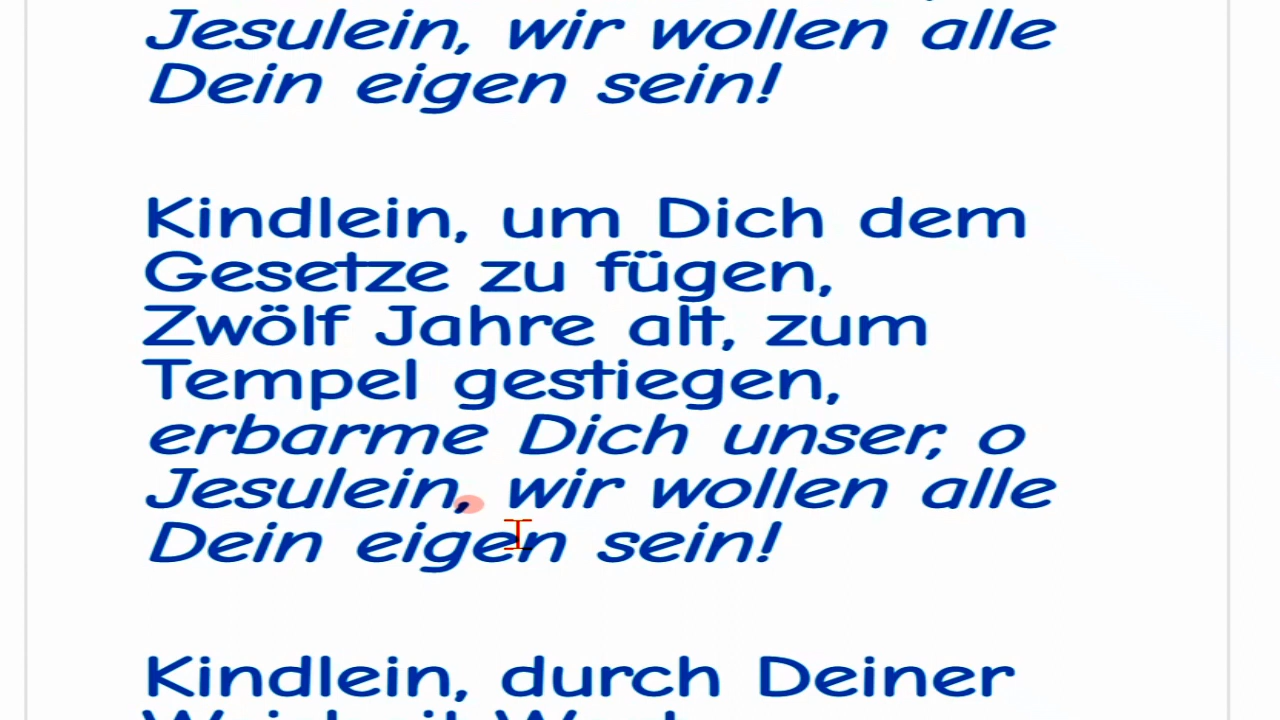 Jesulein, wir wollen alle
Dein eigen sein!
Kindlein, um Dich dem
Gesetze zu fügen,
Zwölf Jahre alt, zum
Tempel gestiegen,
erbarme Dich unser, o
Jesulein, wir wollen alle
Dein eigen sein!
Kindlein, durch Deiner